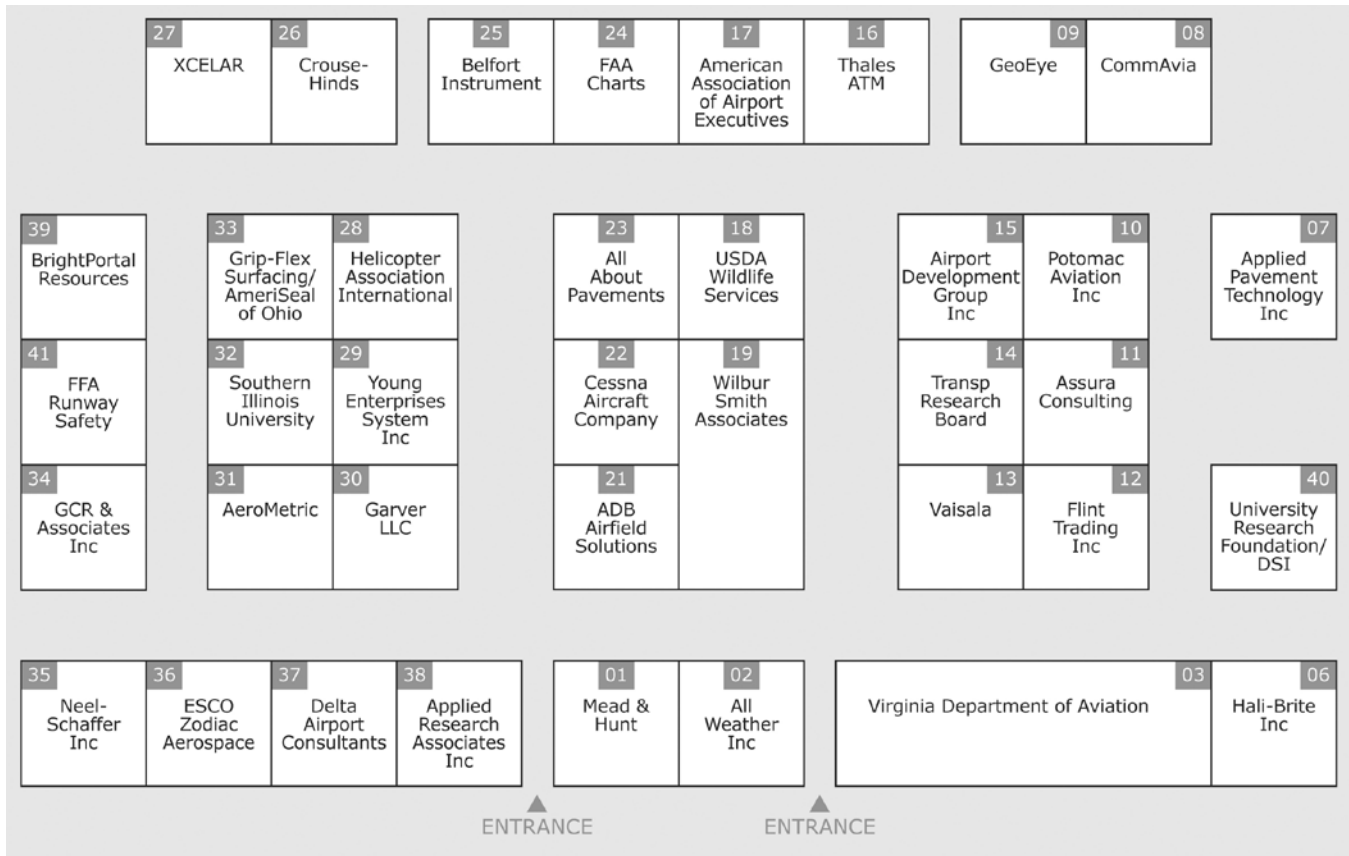 27
XCELAR
26
Crouse-
Hinds
25
Belfort
Instrument
24
FAA
Charts
17
American
Association
of Airport
Executives
16
Thales
ATM
09
GeoEye
08
CommAvia
39
BrightPortal
Resources
33
Grip-Flex
Surfacing/
AmeriSeal
of Ohio
28
Helicopter
Association
International
23
All
About
Pavements
18
USDA
Wildlife
Services
15
Airport
Development
Group
Inc
10
Potomac
Aviation
Inc
07
Applied
Pavement
Technology
Inc
41
FFA
Runway
Safety
32
Southern
Illinois
University
29
Young
Enterprises
System
Inc
22
Cessna
Aircraft
Company
19
Wilbur
Smith
Associates
14
Transp
Research
Board
11
Assura
Consulting
34
GCR &
Associates
Inc
31
AeroMetric
30
Garver
LLC
21
ADB
Airfield
Solutions
13
Vaisala
12
Flint
Trading
Inc
40
University
Research
Foundation/
DSI
35
Neel-
Schaffer
Inc
36
ESCO
Zodiac
Aerospace
37
Delta
Airport
Consultants
38
Applied
Research
Associates
Inc
01
Mead &
Hunt
02
All
Weather
Inc
03
Virginia Department of Aviation
06
Hali-Brite
Inc
ENTRANCE
ENTRANCE